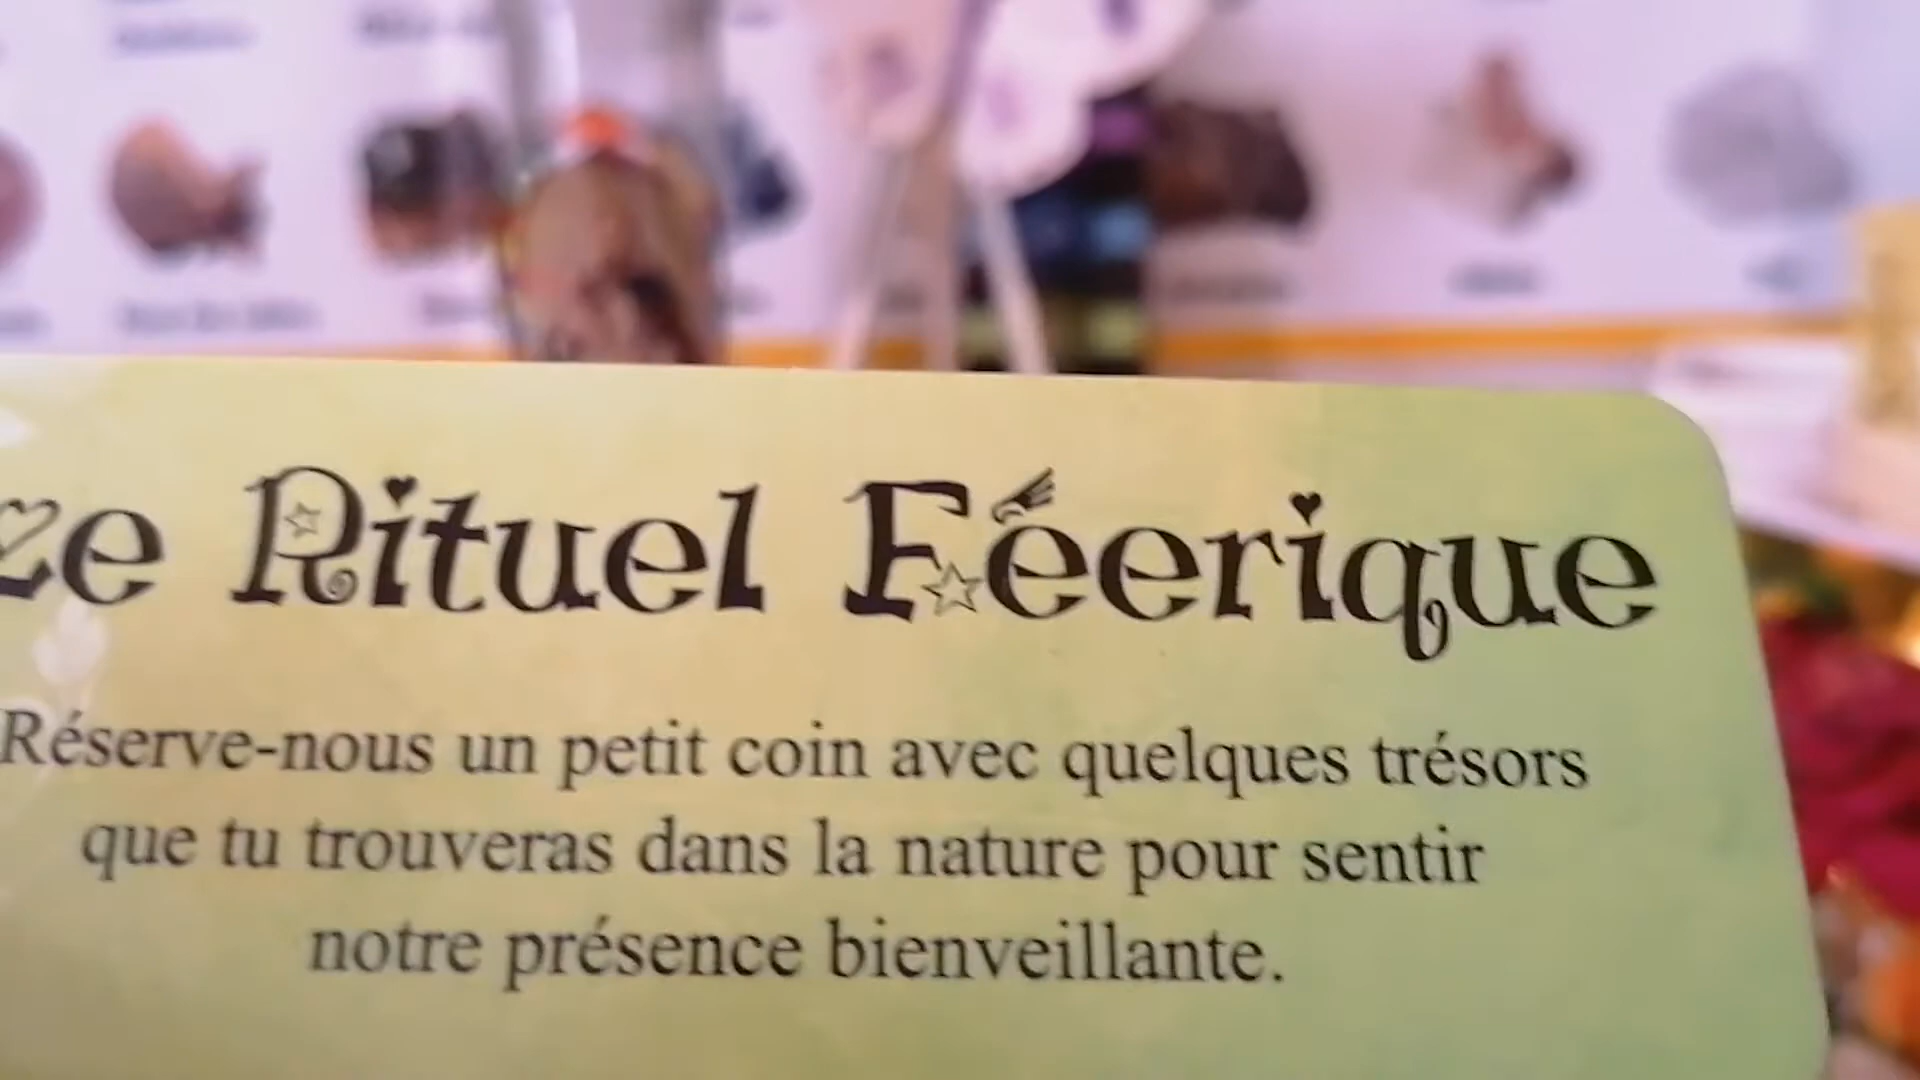 Le Rituel Féerique
Réserve-nous un petit coin avec quelques trésors
que tu trouveras dans la nature pour sentir
notre présence bienveillante.